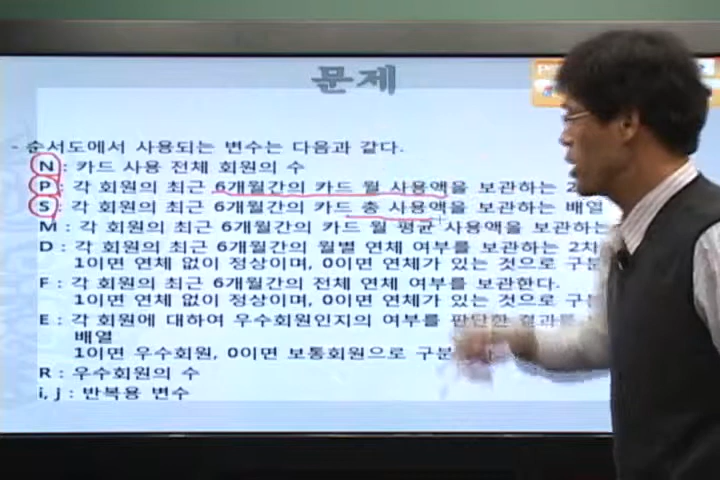 문제
- 순서도에서 사용되는 변수는 다음과 같다.
N : 카드 사용 전체 회원의 수
P : 각 회원의 최근 6개월간의 카드 월 사용액을 보관하는 2
S : 각 회원의 최근 6개월간의 카드 총 사용액을 보관하는 배열
M : 각 회원의 최근 6개월간의 카드 월 평균 사용액을 보관하는
D : 각 회원의 최근 6개월간의 월별 연체 여부를 보관하는 2차
1이면 연체 없이 정상이며, 0이면 연체가 있는 것으로 구분
F : 각 회원의 최근 6개월간의 전체 연체 여부를 보관한다.
1이면 연체 없이 정상이며, 0이면 연체가 있는 것으로 구분
E : 각 회원에 대하여 우수회원인지의 여부를 판단한 결과를
배열
1이면 우수회원, 0이면 보통회원으로 구분
R : 우수회원의 수
i, j : 반복용 변수